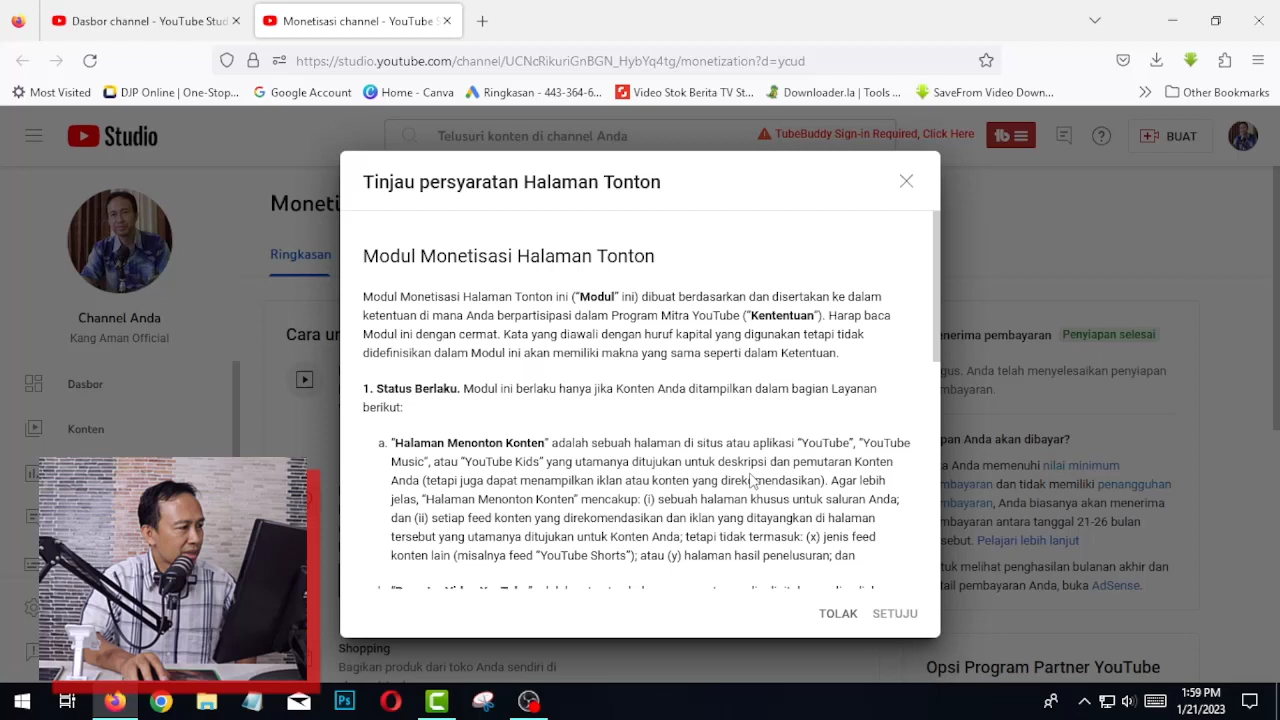 Dasbor channel - YouTube Stud
Monetisasi channel - YouTube S
https://studio.youtube.com/channel/UCNcRikuriGnBGN_HybYq4tg/monetization?d=ycud
Most Visited
DJP Online | One-Stop...
Google Account
Home - Canva
Ringkasan - 443-364-6...
Video Stok Berita TV St...
Downloader.la | Tools ...
SaveFrom Video Down...
Other Bookmarks
Studio
Telusuri konten di channel Anda
TubeBuddy Sign-in Required, Click Here
tb
BUAT
Tinjau persyaratan Halaman Tonton
Moneti
Ringkasan
Channel Anda
Kang Aman Official
Dasbor
Konten
Cara u
Modul Monetisasi Halaman Tonton
Modul Monetisasi Halaman Tonton ini (“Modul” ini) dibuat berdasarkan dan disertakan ke dalam
ketentuan di mana Anda berpartisipasi dalam Program Mitra YouTube (“Kententuan”). Harap baca
Modul ini dengan cermat. Kata yang diawali dengan huruf kapital yang digunakan tetapi tidak
didefinisikan dalam Modul ini akan memiliki makna yang sama seperti dalam Ketentuan.
1. Status Berlaku. Modul ini berlaku hanya jika Konten Anda ditampilkan dalam bagian Layanan
berikut:
a. “Halaman Menonton Konten” adalah sebuah halaman di situs atau aplikasi “YouTube”, “YouTube
Music”, atau “YouTube Kids” yang utamanya ditujukan untuk deskripsi dan pemutaran Konten
Anda (tetapi juga dapat menampilkan iklan atau konten yang direkomendasikan). Agar lebih
jelas, “Halaman Menonton Konten” mencakup: (i) sebuah halaman khusus untuk saluran Anda;
dan (ii) setiap feed konten yang direkomendasikan dan iklan yang ditayangkan di halaman
tersebut yang utamanya ditujukan untuk Konten Anda; tetapi tidak termasuk: (x) jenis feed
konten lain (misalnya feed “YouTube Shorts”); atau (y) halaman hasil penelusuran; dan
TOLAK
SETUJU
nerima pembayaran
Penyiapan selesai
gus. Anda telah menyelesaikan penyiapan
mbayaran.
pan Anda akan dibayar?
a Anda memenuhi nilai minimum
mbayaran dan tidak memiliki penangguhan
mbayaran, Anda biasanya akan menerima
mbayaran antara tanggal 21-26 bulan
sebut. Pelajari lebih lanjut
tuk melihat penghasilan bulanan akhir dan
tail pembayaran Anda, buka AdSense.
Shopping
Bagikan produk dari toko Anda sendiri di
Opsi Program Partner YouTube
Ps
1:59 PM
1/21/2023